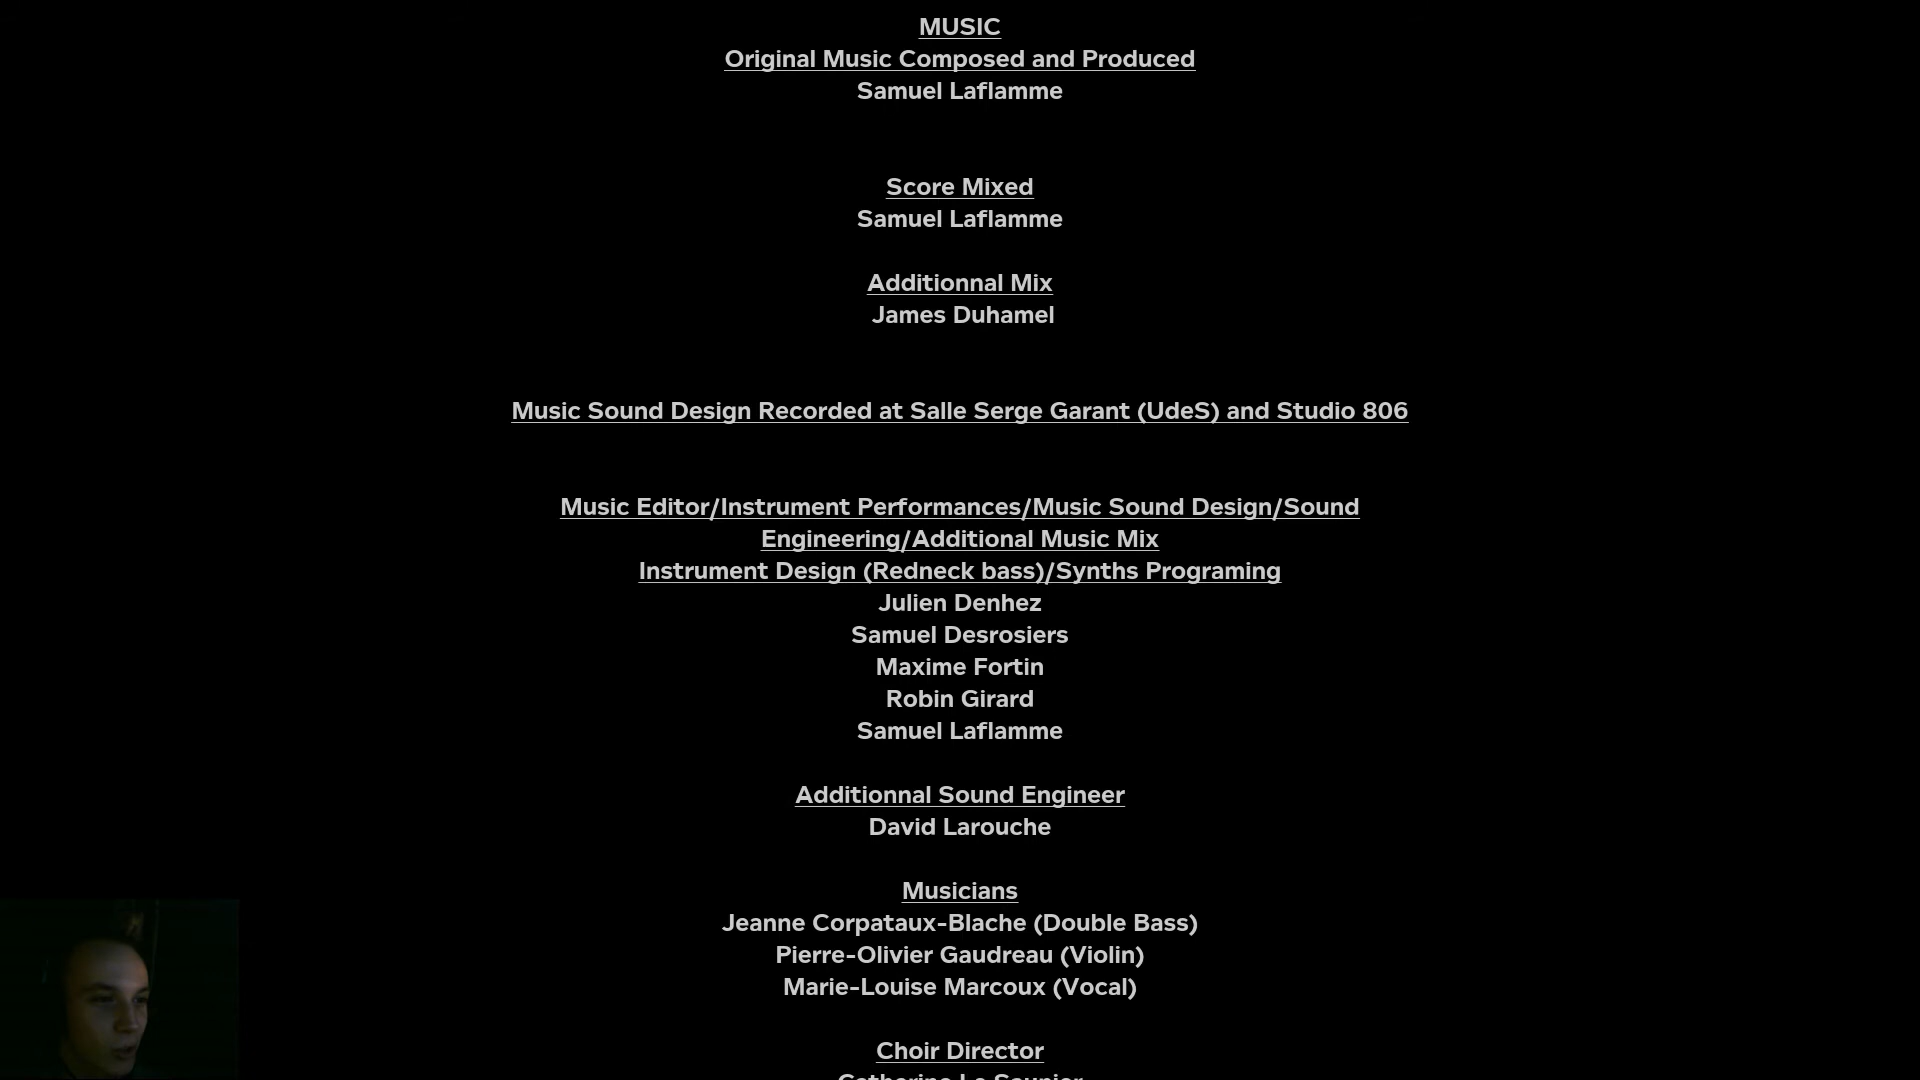 MUSIC
Original Music Composed and Produced
Samuel Laflamme
Score Mixed
Samuel Laflamme
Additionnal Mix
James Duhamel
Music Sound Design Recorded at Salle Serge Garant (UdeS) and Studio 806
Music Editor/Instrument Performances/Music Sound Design/Sound
Engineering/Additional Music Mix
Instrument Design (Redneck bass)/Synths Programing
Julien Denhez
Samuel Desrosiers
Maxime Fortin
Robin Girard
Samuel Laflamme
Additionnal Sound Engineer
David Larouche
Musicians
Jeanne Corpataux-Blache (Double Bass)
Pierre-Olivier Gaudreau (Violin)
Marie-Louise Marcoux (Vocal)
Choir Director